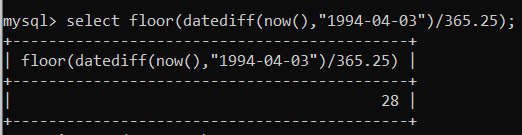 mysql> select floor(datediff(now(),"1994-04-03")/365.25);
+--------------------------------------------+
| floor(datediff(now(),"1994-04-03")/365.25) |
+--------------------------------------------+
|                                         28 |
+--------------------------------------------+